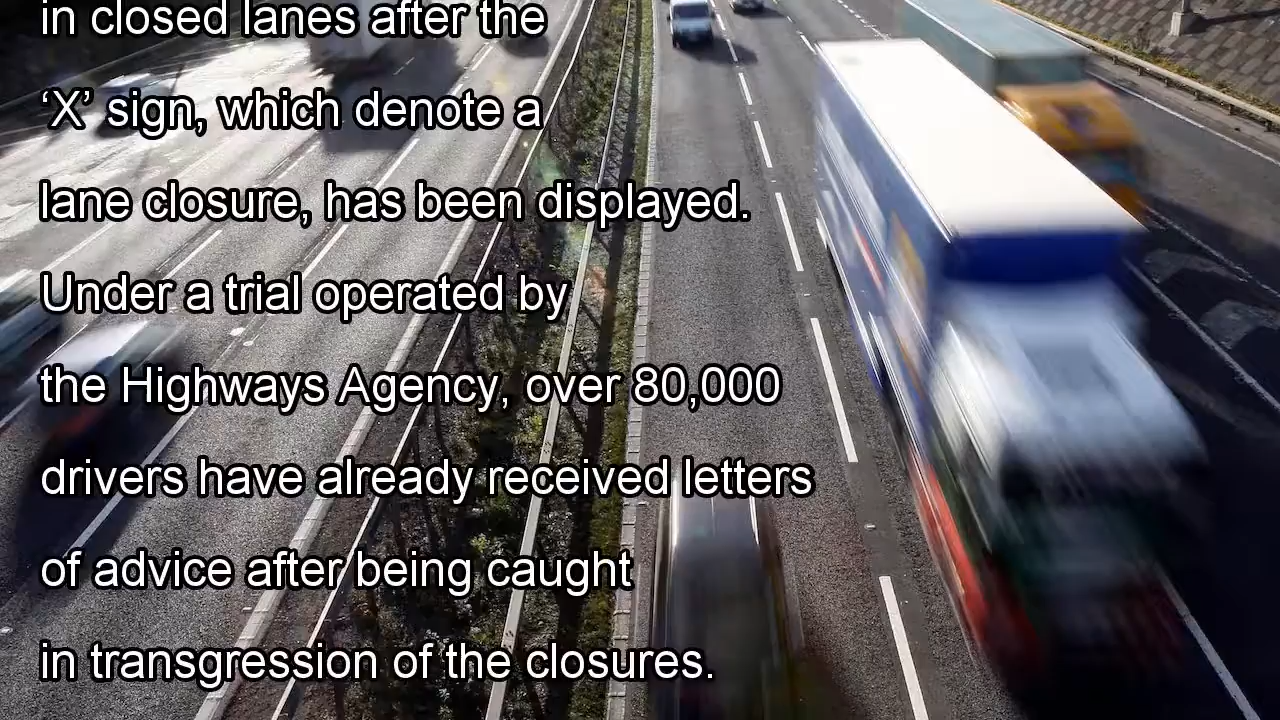 in closed lanes after the
‘X’ sign, which denote a
lane closure, has been displayed.
Under a trial operated by
the Highways Agency, over 80,000
drivers have already received letters
of advice after being caught
in transgression of the closures.